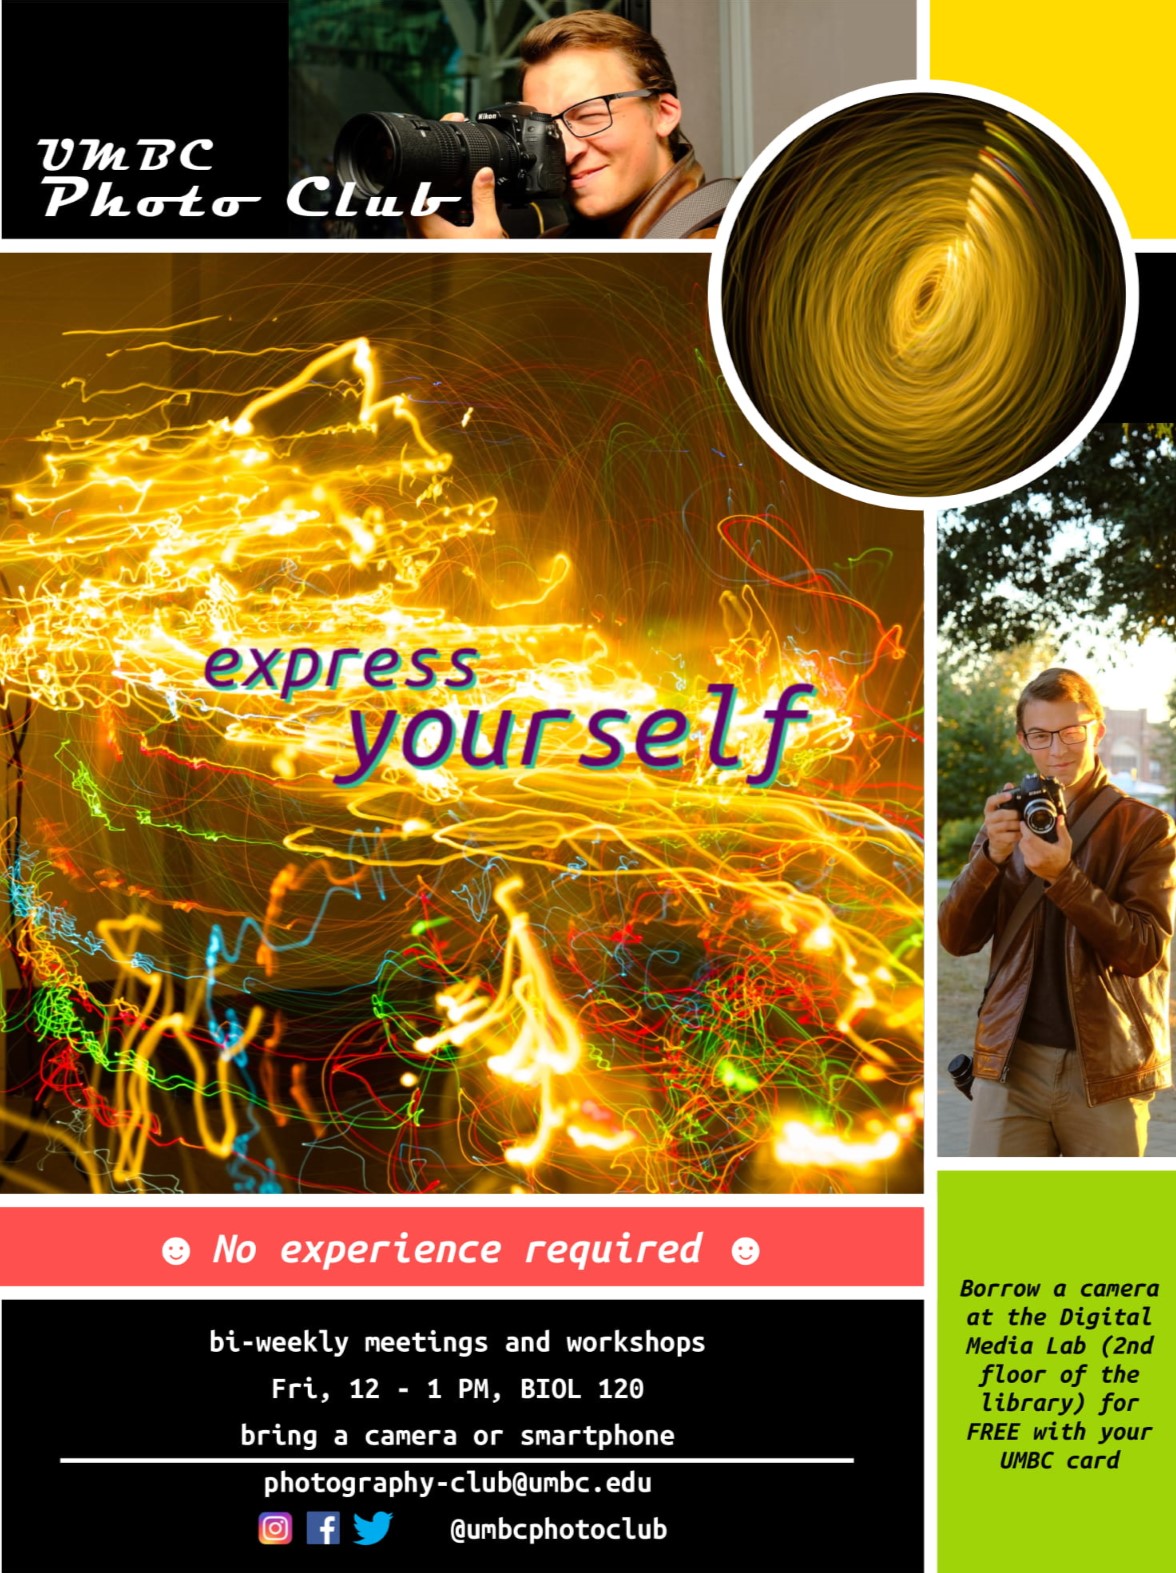 UMBC
Photo Club
Nikon
express
yourself
☻ No experience required ☻
bi-weekly meetings and workshops
Fri, 12 - 1 PM, BIOL 120
bring a camera or smartphone
photography-club@umbc.edu
@umbcphotoclub
Borrow a camera
at the Digital
Media Lab (2nd
floor of the
library) for
FREE with your
UMBC card